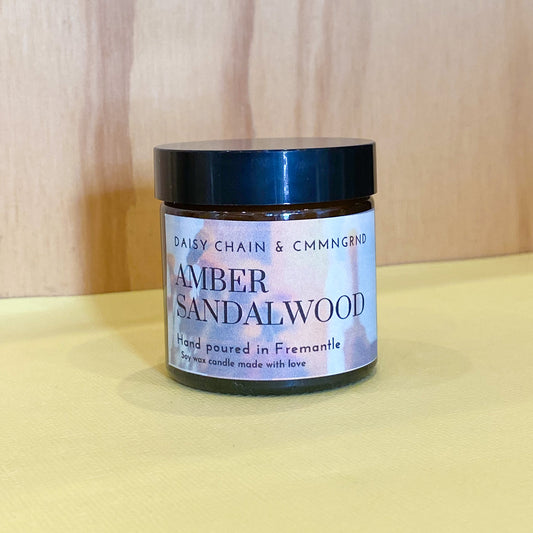 DAISY CHAIN & CMMNGRND
AMBER
SANDALWOOD
Hand poured in Fremantle
Soy wax candle made with love